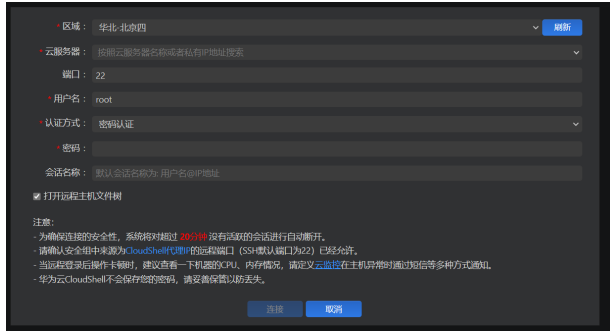 * 区域： 华北-北京四 刷新
* 云服务器： 按照云服务器名称或者私有IP地址搜索
端口： 22
* 用户名： root
* 认证方式： 密码认证
* 密码：
会话名称： 默认会话名称为: 用户名@IP地址
打开远程主机文件树
注意:
- 为确保连接的安全性，系统将对超过 20分钟 没有活跃的会话进行自动断开。
- 请确认安全组中来源为CloudShell代理IP的远程端口（SSH默认端口为22）已经允许。
- 当远程登录后操作卡顿时，建议查看一下机器的CPU、内存情况，请定义云监控在主机异常时通过短信等多种方式通知。
- 华为云CloudShell不会保存您的密码，请妥善保管以防丢失。
连接 取消